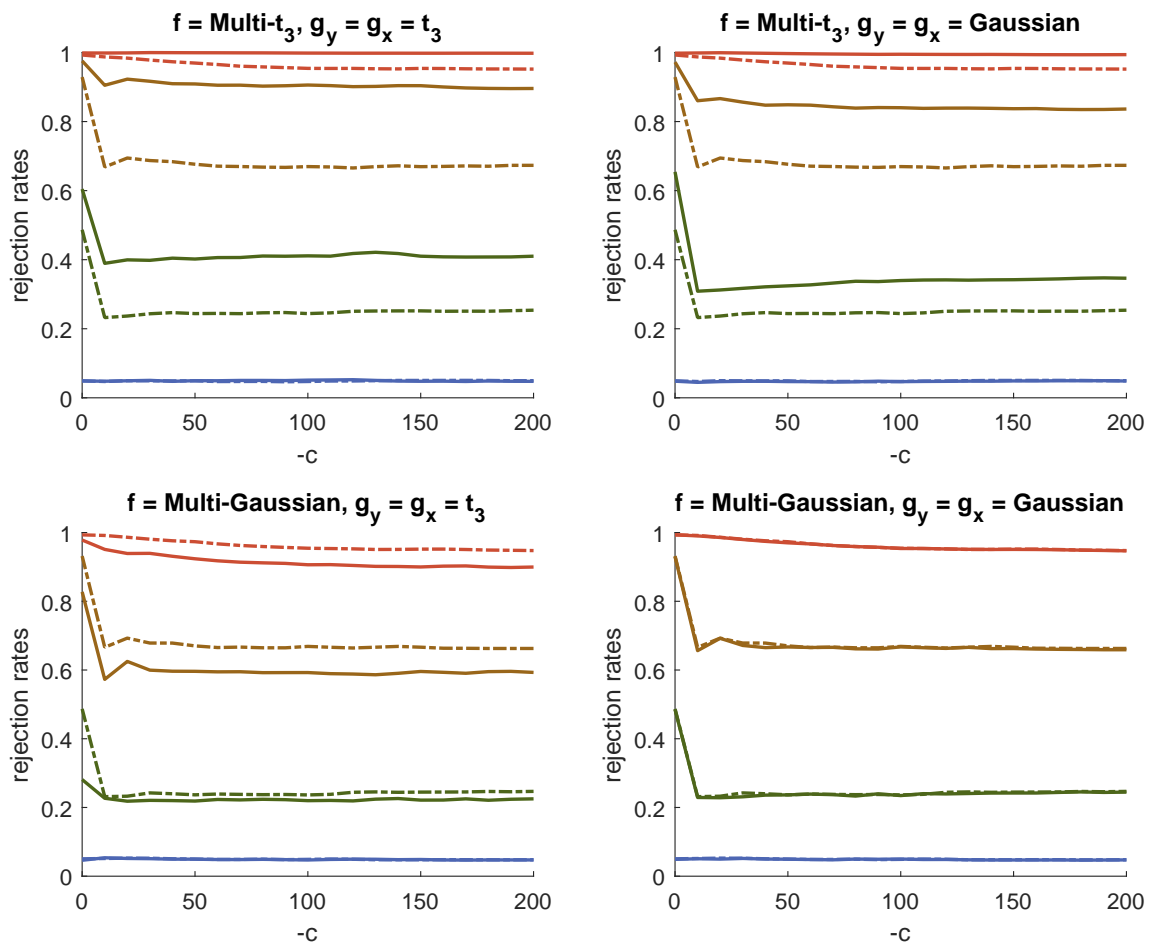 f = Multi-t3, gy = gx = t3
1
0.8
0.6
0.4
0.2
0
rejection rates
0 50 100 150 200
-c
f = Multi-t3, gy = gx = Gaussian
1
0.8
0.6
0.4
0.2
0
rejection rates
0 50 100 150 200
-c
f = Multi-Gaussian, gy = gx = t3
1
0.8
0.6
0.4
0.2
0
rejection rates
0 50 100 150 200
-c
f = Multi-Gaussian, gy = gx = Gaussian
1
0.8
0.6
0.4
0.2
0
rejection rates
0 50 100 150 200
-c